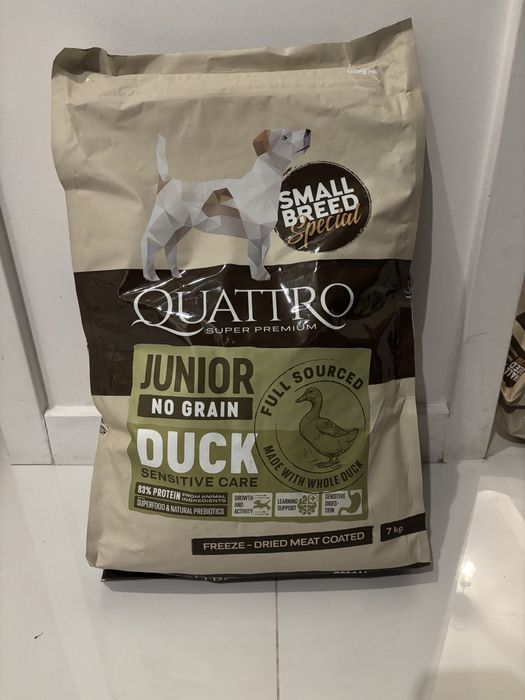 SMALL
BREED
Special
QUATTRO
SUPER PREMIUM
JUNIOR
NO GRAIN
DUCK
SENSITIVE CARE
FULL SOURCED
MADE WITH WHOLE DUCK
83% PROTEIN FROM ANIMAL
INGREDIENTS
SUPERFOOD & NATURAL PREBIOTICS
GROWTH
AND
ACTIVITY
LEARNING
SUPPORT
SENSITIVE
DIGES-
TION
FREEZE - DRIED MEAT COATED
7 kg